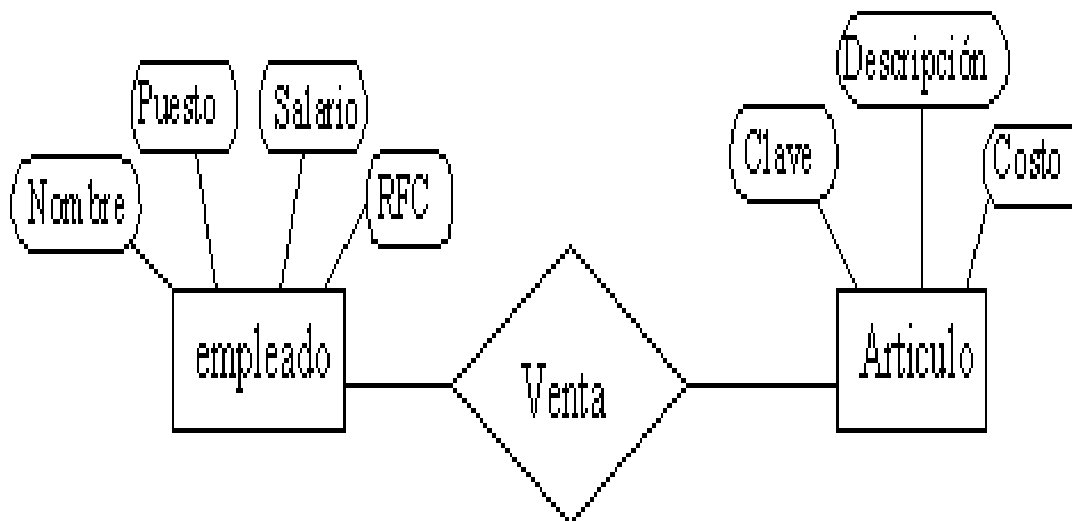 Descripción
Puesto
Salario
Clave
Costo
Nombre
RFC
empleado
Venta
Articulo